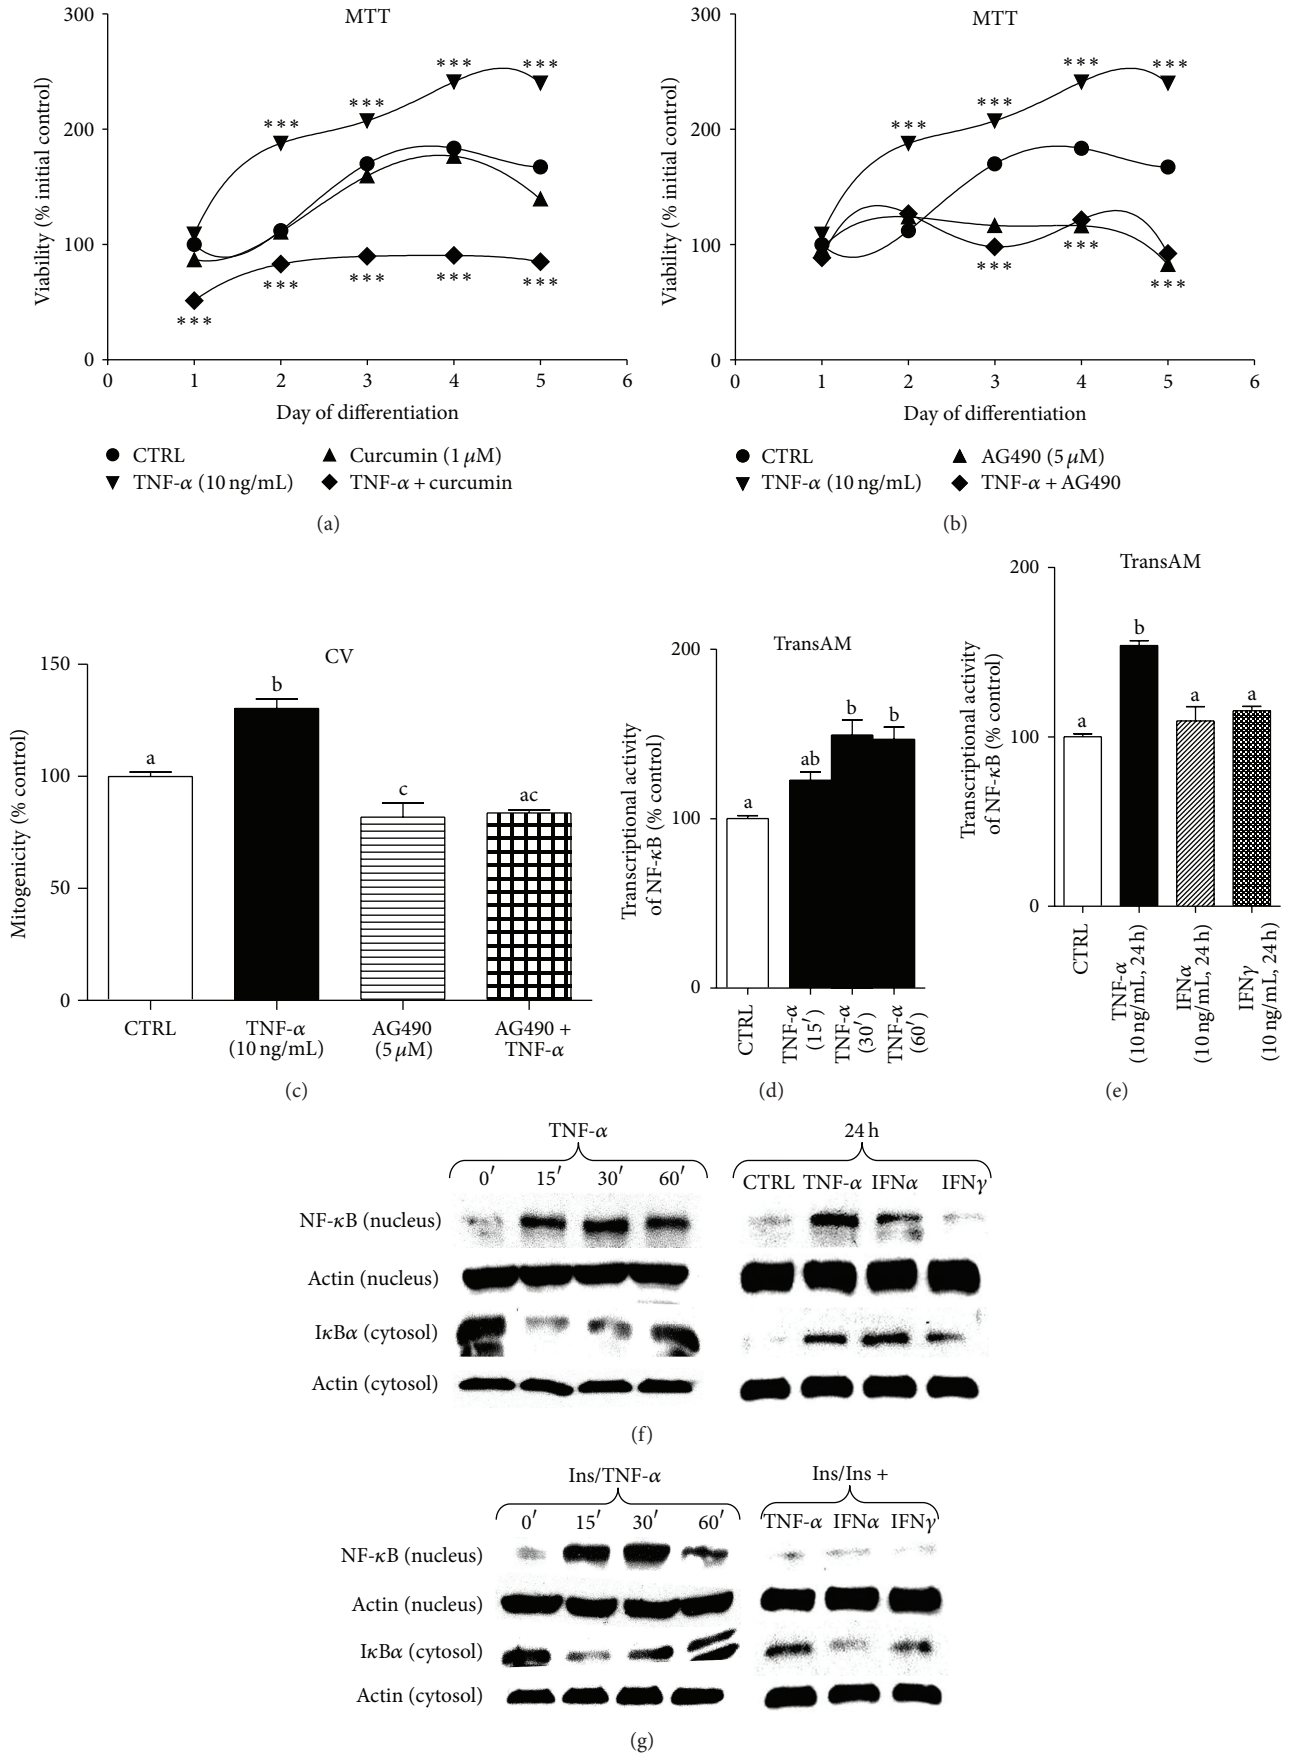 MTT
300
200
100
0
Viability (% initial control)
***
***
***
***
***
***
***
***
***
0 1 2 3 4 5 6
Day of differentiation
CTRL
TNF-α (10 ng/mL)
Curcumin (1 μM)
TNF-α + curcumin
(a)
MTT
300
200
100
0
Viability (% initial control)
***
***
***
***
***
***
***
0 1 2 3 4 5 6
Day of differentiation
CTRL
TNF-α (10 ng/mL)
AG490 (5 μM)
TNF-α + AG490
(b)
CV
150
100
50
0
Mitogenicity (% control)
a
b
c
ac
CTRL
TNF-α
(10 ng/mL)
AG490
(5 μM)
AG490 +
TNF-α
(c)
TransAM
200
100
0
Transcriptional activity
of NF-κB (% control)
a
ab
b
b
CTRL
TNF-α
(15′)
TNF-α
(30′)
TNF-α
(60′)
(d)
TransAM
200
100
0
Transcriptional activity
of NF-κB (% control)
a
b
a
a
CTRL
TNF-α
(10 ng/mL, 24 h)
IFNα
(10 ng/mL, 24 h)
IFNγ
(10 ng/mL, 24 h)
(e)
TNF-α
0′ 15′ 30′ 60′
24 h
CTRL TNF-α IFNα IFNγ
NF-κB (nucleus)
Actin (nucleus)
IκBα (cytosol)
Actin (cytosol)
(f)
Ins/TNF-α
0′ 15′ 30′ 60′
Ins/Ins +
TNF-α IFNα IFNγ
NF-κB (nucleus)
Actin (nucleus)
IκBα (cytosol)
Actin (cytosol)
(g)